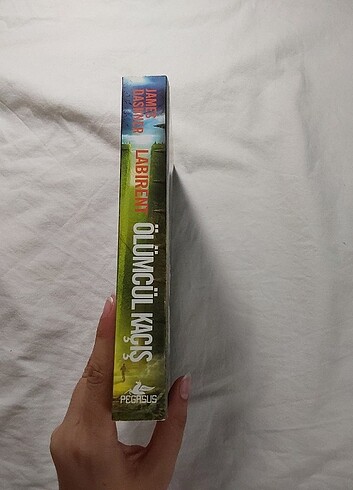 JAMES
DASHNER
LABİRENT
ÖLÜMCÜL KAÇIŞ
PEGASUS